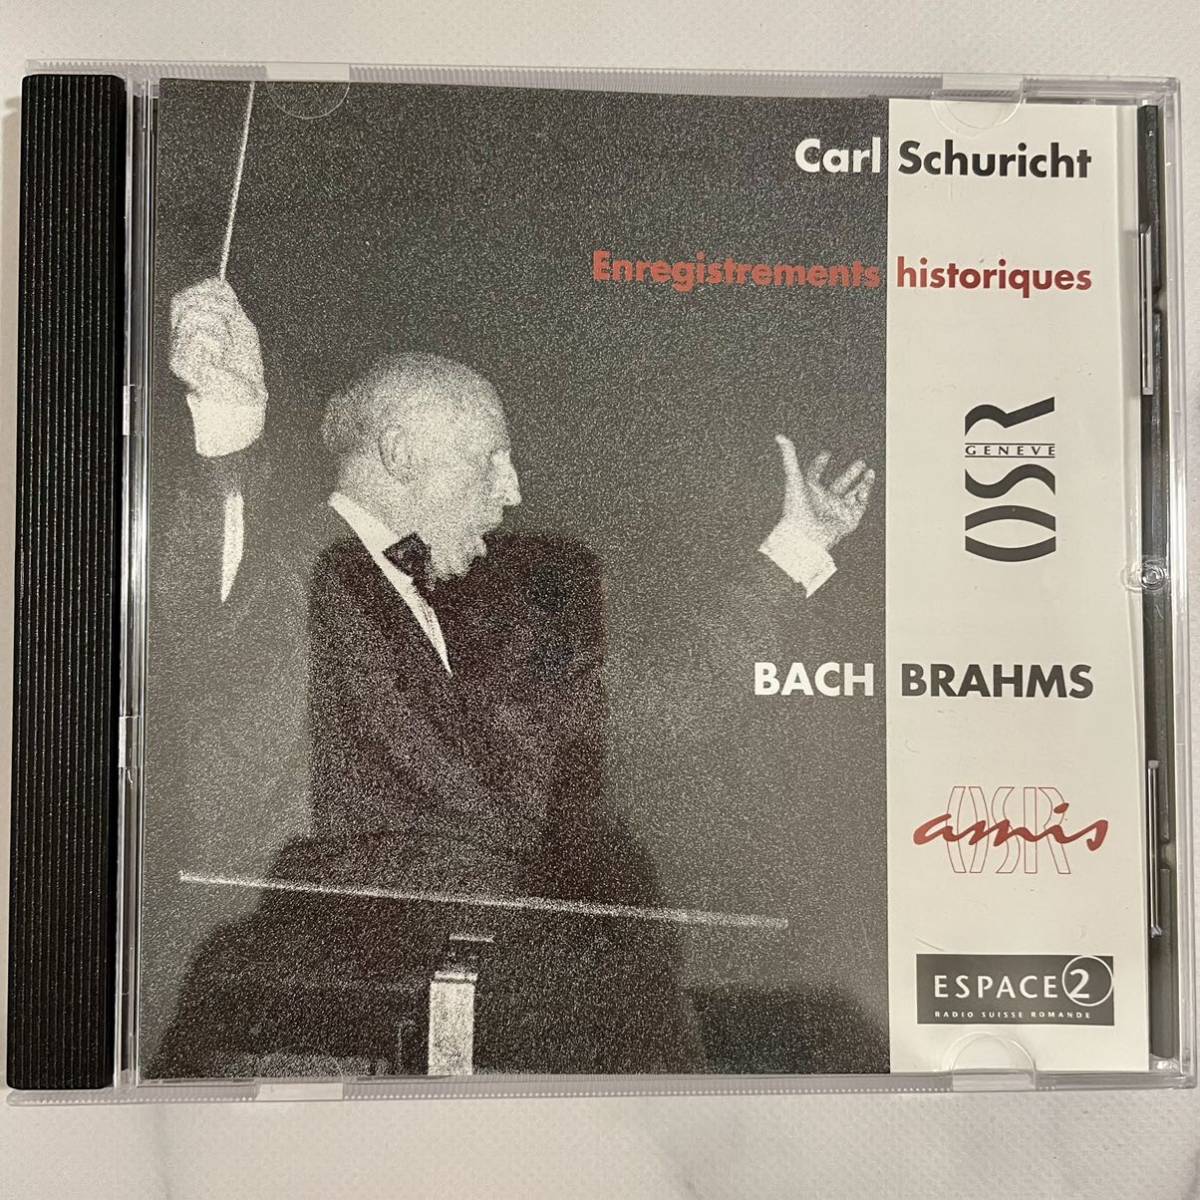 Carl Schuricht
Enregistrements historiques
OSR
GENEVE
BACH BRAHMS
OSR
amis
ESPACE 2
RADIO SUISSE ROMANDE